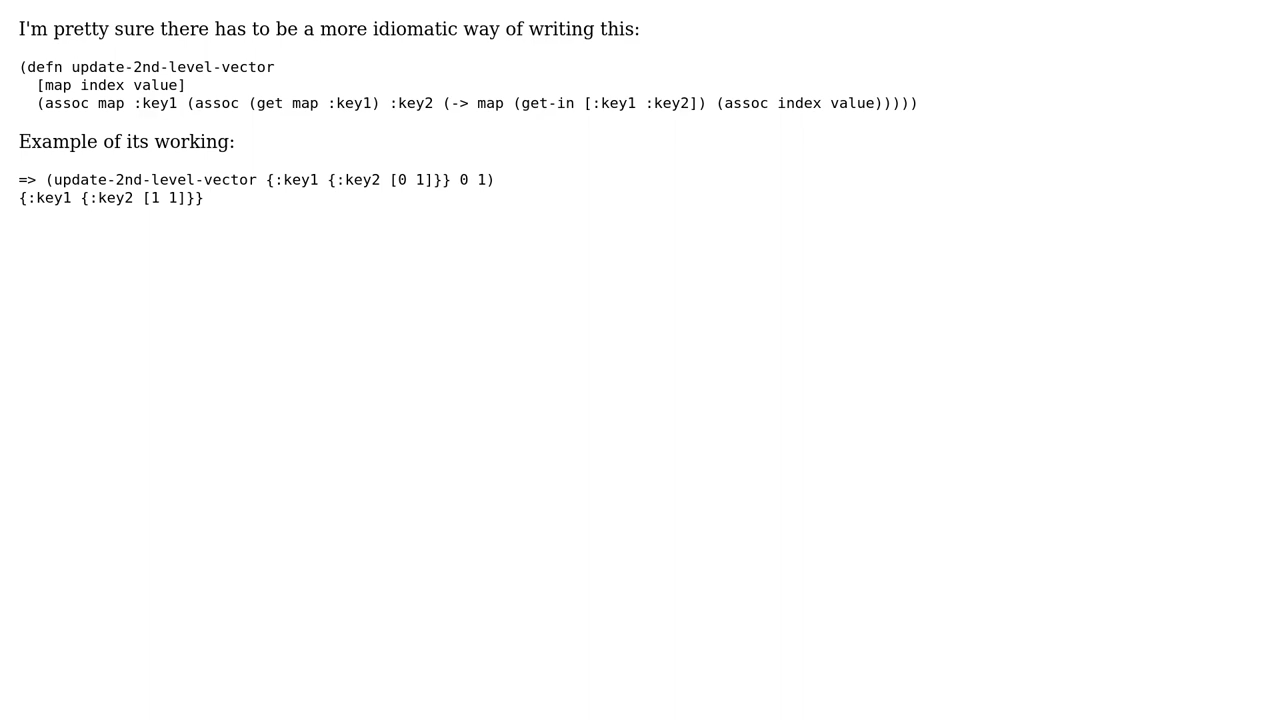 I'm pretty sure there has to be a more idiomatic way of writing this:
(defn update-2nd-level-vector
  [map index value]
  (assoc map :key1 (assoc (get map :key1) :key2 (-> map (get-in [:key1 :key2]) (assoc index value)))))
Example of its working:
=> (update-2nd-level-vector {:key1 {:key2 [0 1]}} 0 1)
{:key1 {:key2 [1 1]}}